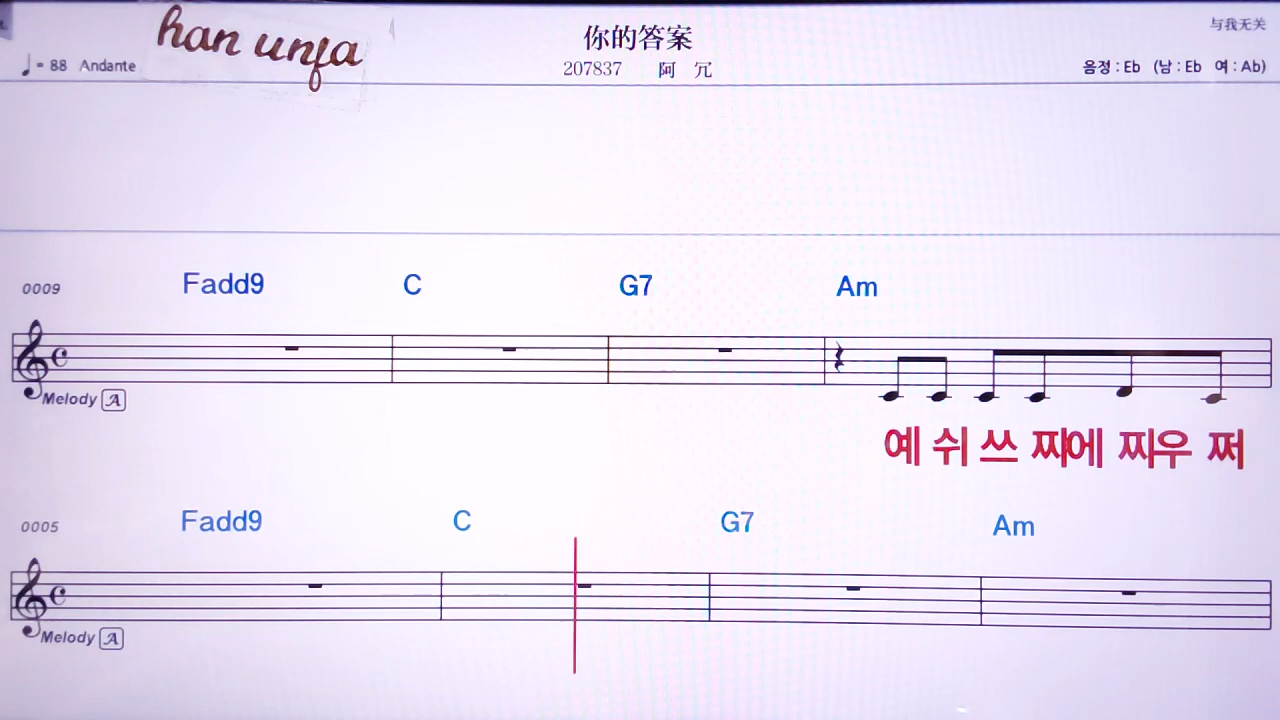 han unfa
你的答案
与我无关
♩= 88 Andante
207837 阿 冗
음정 : Eb (남 : Eb 여 : Ab)
0009 Fadd9 C G7 Am
Melody A
예 쉬 쓰 찌에 찌우 쩌
0005 Fadd9 C G7 Am
Melody A